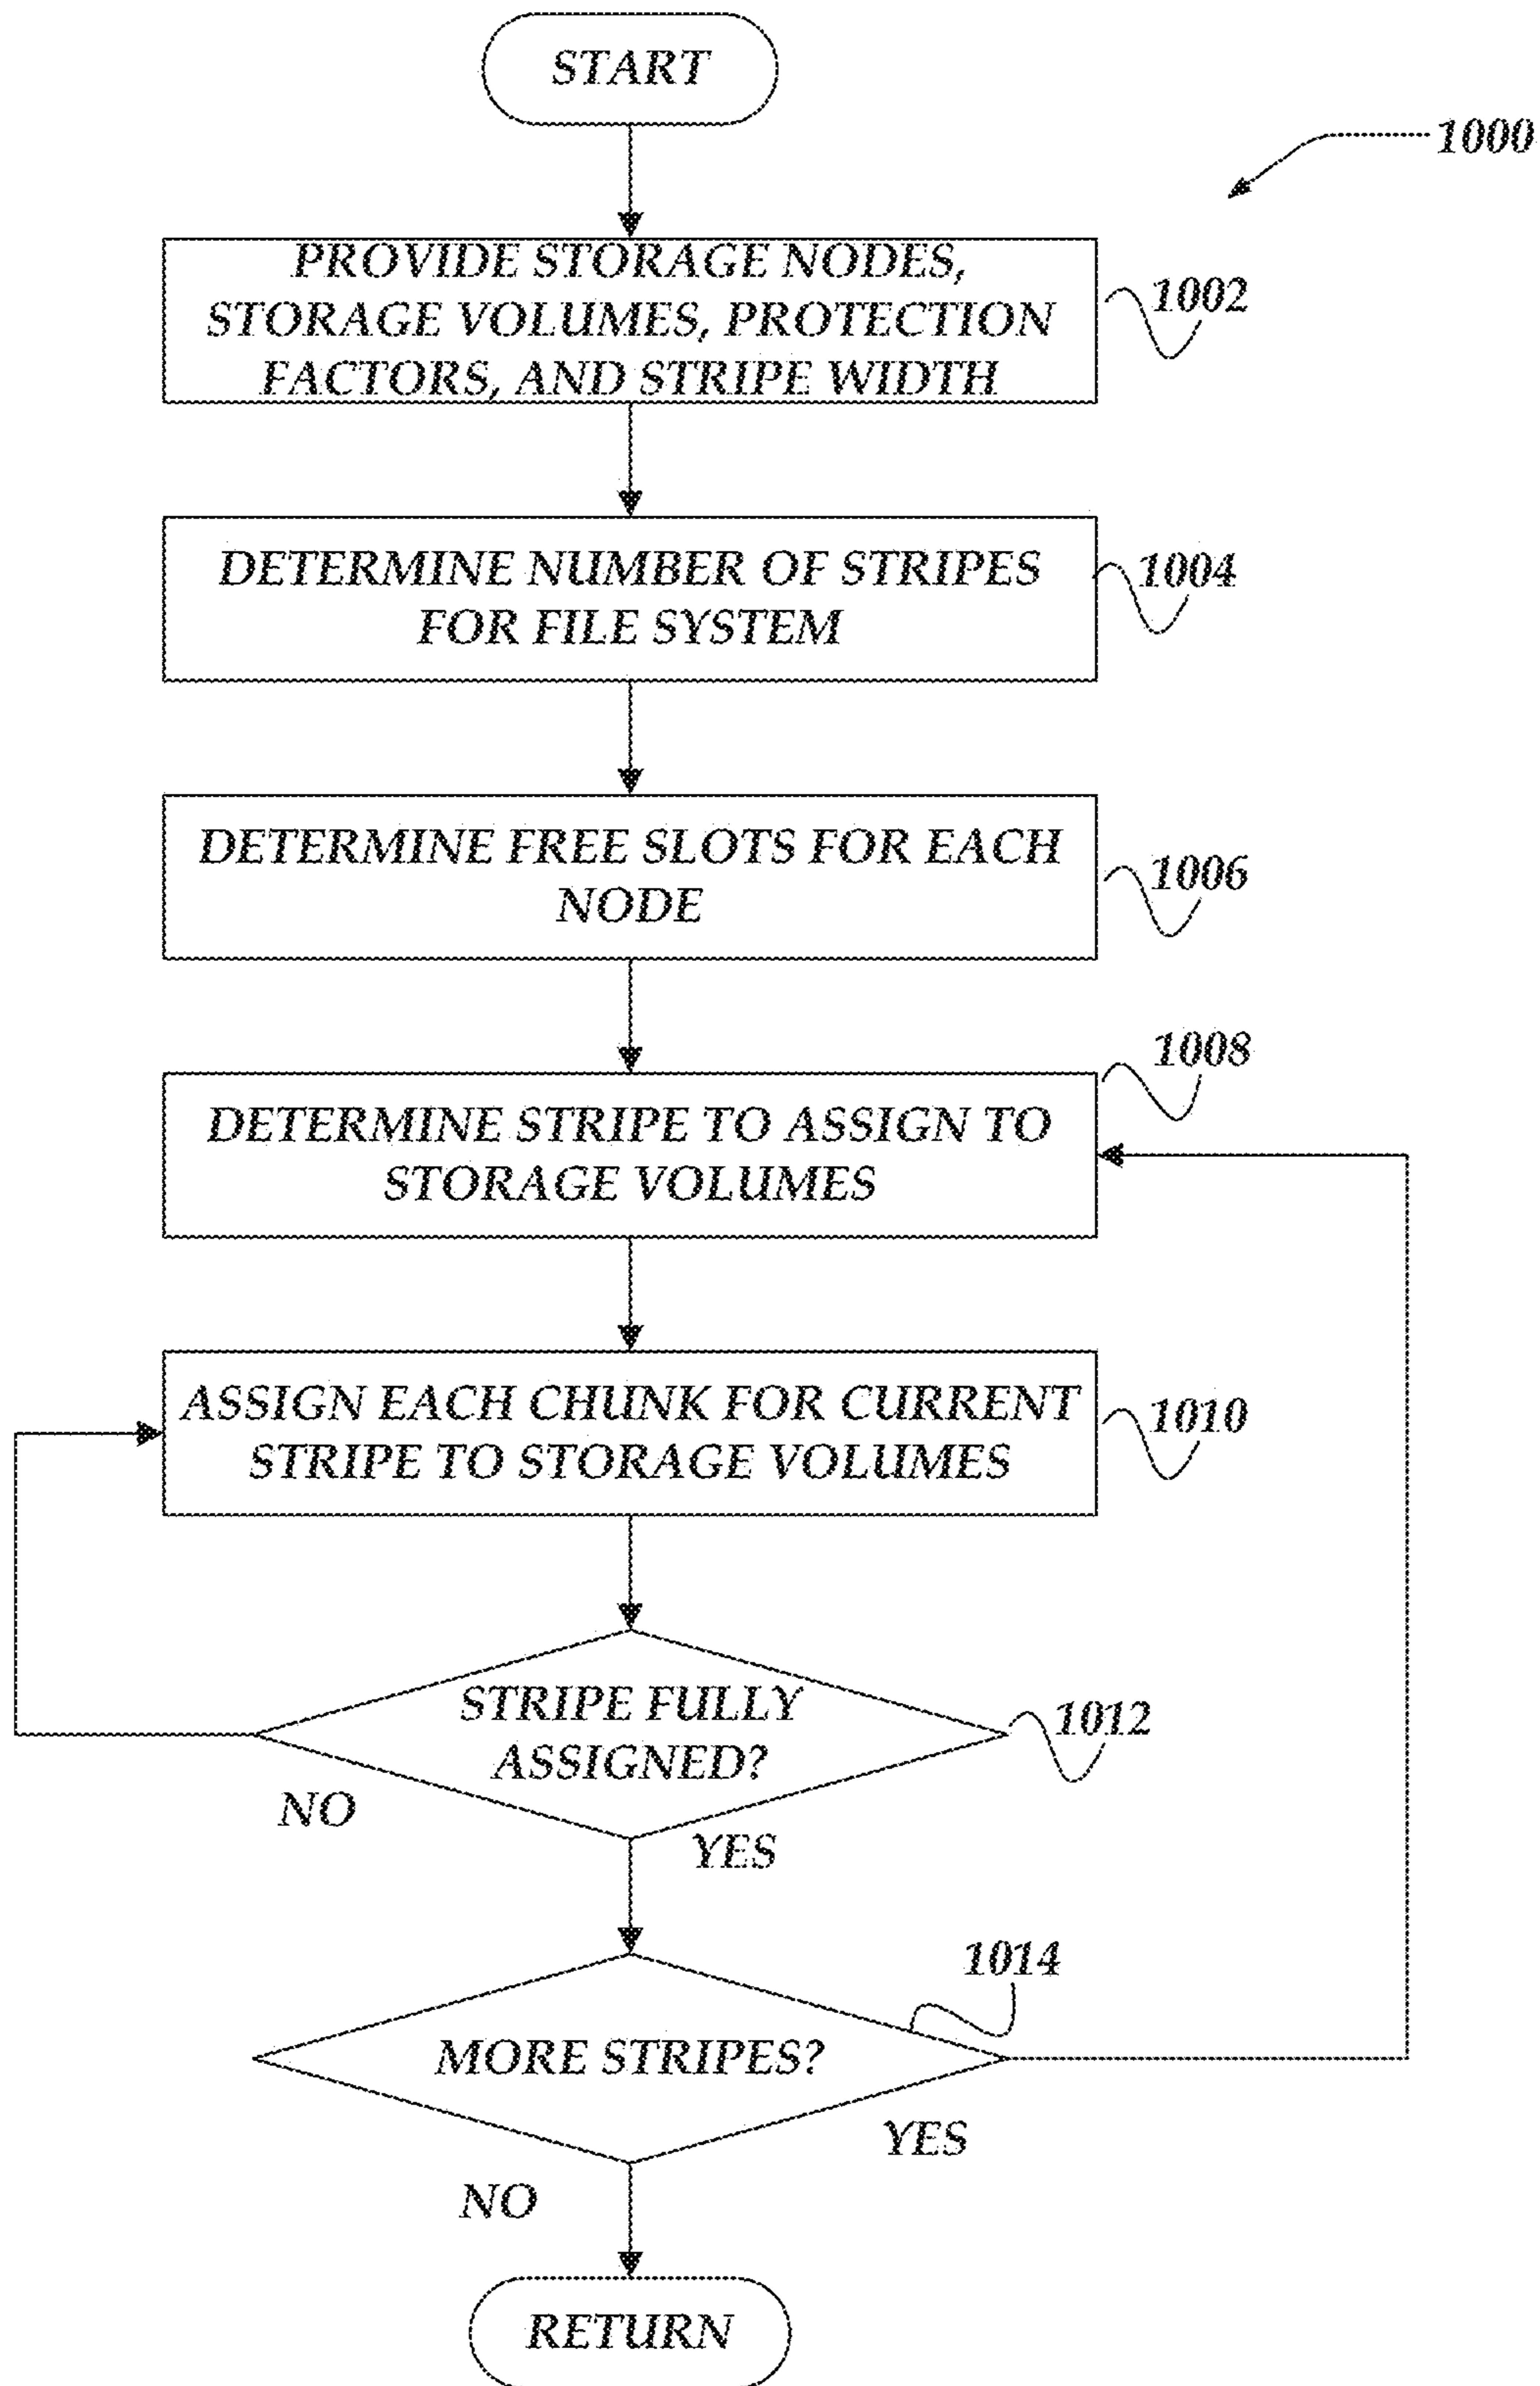 START
1000
PROVIDE STORAGE NODES,
STORAGE VOLUMES, PROTECTION
FACTORS, AND STRIPE WIDTH
1002
DETERMINE NUMBER OF STRIPES
FOR FILE SYSTEM
1004
DETERMINE FREE SLOTS FOR EACH
NODE
1006
1008
DETERMINE STRIPE TO ASSIGN TO
STORAGE VOLUMES
ASSIGN EACH CHUNK FOR CURRENT
STRIPE TO STORAGE VOLUMES
1010
STRIPE FULLY
ASSIGNED?
1012
NO
YES
1014
MORE STRIPES?
YES
NO
RETURN